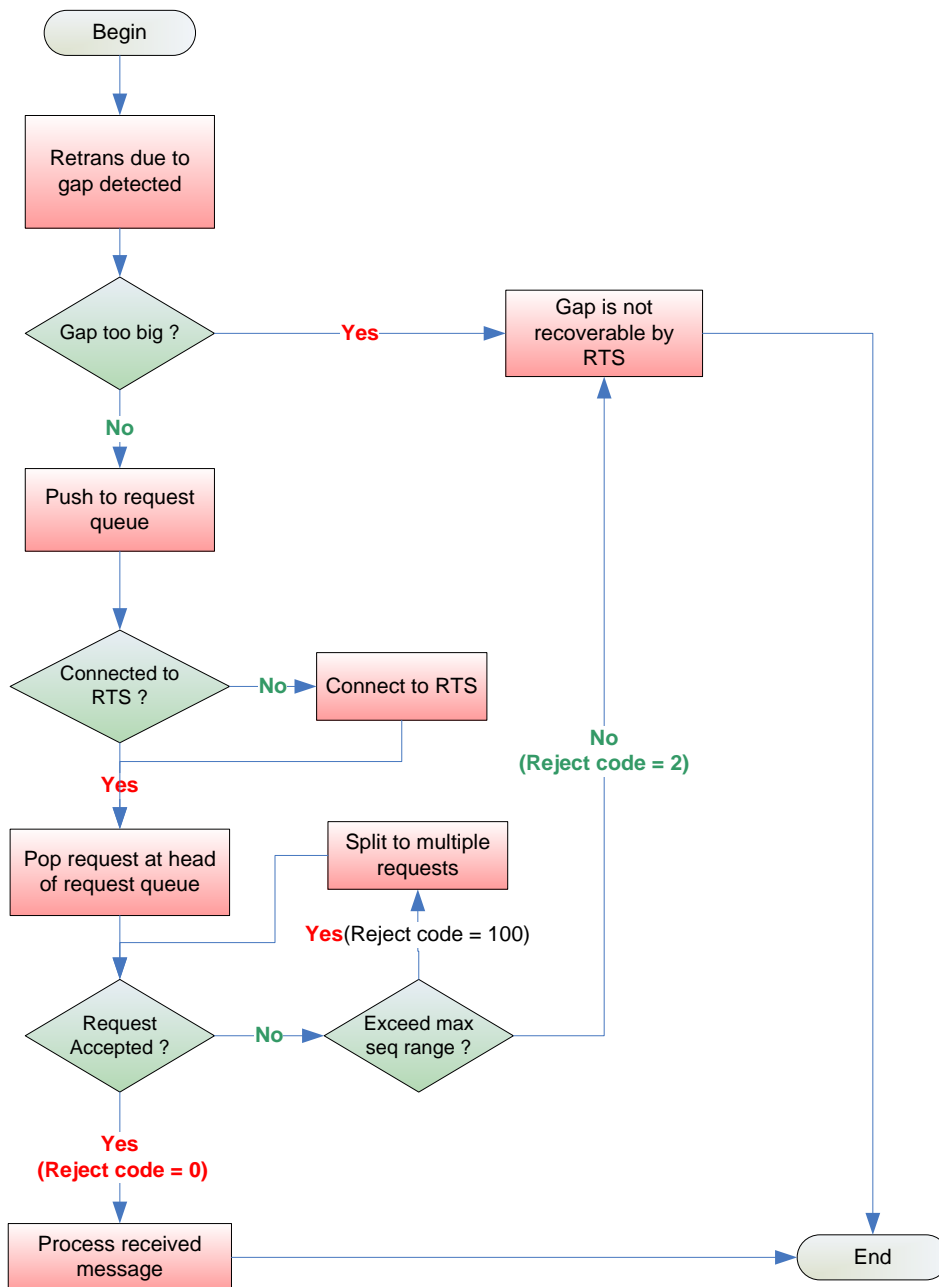 Begin
Retrans due to
gap detected
Gap too big ?
Yes
Gap is not
recoverable by
RTS
No
Push to request
queue
Connected to
RTS ?
No
Connect to RTS
Yes
No
(Reject code = 2)
Pop request at head
of request queue
Split to multiple
requests
Yes(Reject code = 100)
Request
Accepted ?
No
Exceed max
seq range ?
Yes
(Reject code = 0)
Process received
message
End